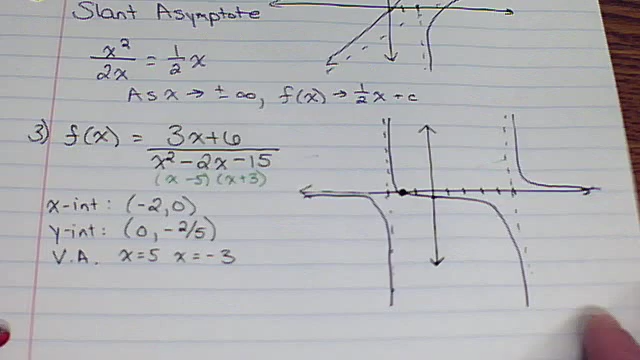 Slant Asymptote
x²/2x = 1/2 x
As x → ± ∞, f(x) → 1/2 x + c
3) f(x) = 3x+6 / x² - 2x - 15
(x - 5) (x + 3)
x-int: (-2, 0)
y-int: (0, -2/5)
V.A. x = 5 x = -3